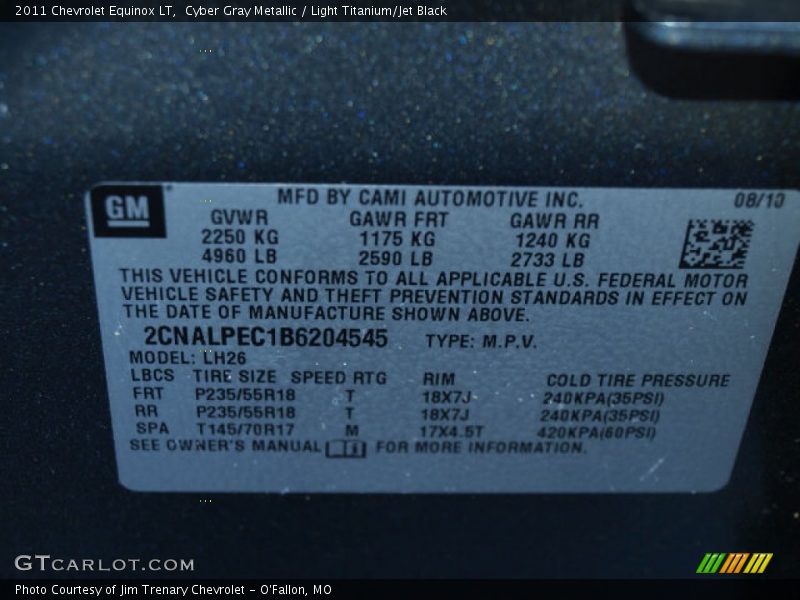 2011 Chevrolet Equinox LT, Cyber Gray Metallic / Light Titanium/Jet Black
GM MFD BY CAMI AUTOMOTIVE INC. 08/10
GVWR GAWR FRT GAWR RR
2250 KG 1175 KG 1240 KG
4960 LB 2590 LB 2733 LB
THIS VEHICLE CONFORMS TO ALL APPLICABLE U.S. FEDERAL MOTOR
VEHICLE SAFETY AND THEFT PREVENTION STANDARDS IN EFFECT ON
THE DATE OF MANUFACTURE SHOWN ABOVE.
2CNALPEC1B6204545 TYPE: M.P.V.
MODEL: LH26
LBCS TIRE SIZE SPEED RTG RIM COLD TIRE PRESSURE
FRT P235/55R18 T 18X7J 240KPA(35PSI)
RR P235/55R18 T 18X7J 240KPA(35PSI)
SPA T145/70R17 M 17X4.5T 420KPA(60PSI)
SEE OWNER'S MANUAL FOR MORE INFORMATION.
GTCARLOT.COM
Photo Courtesy of Jim Trenary Chevrolet - O'Fallon, MO